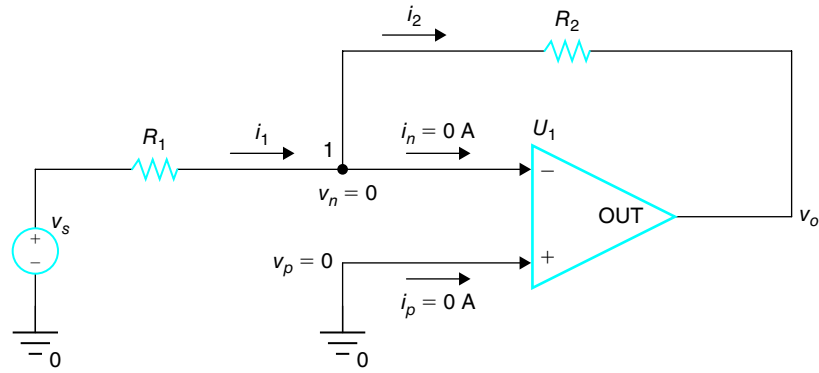 i₂
R₂
R₁
i₁
1
iₙ = 0 A
U₁
vₙ = 0
−
OUT
vₒ
vₛ
+
−
vₚ = 0
+
iₚ = 0 A
0
0